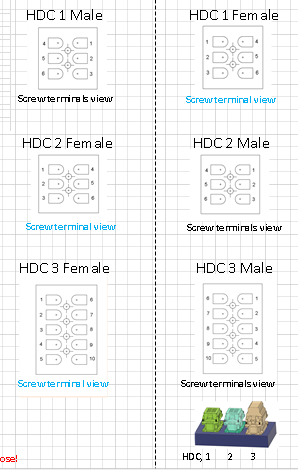 HDC 1 Male
4 1
5 2
6 3
Screw terminals view
HDC 1 Female
1 4
2 5
3 6
Screw terminal view
HDC 2 Female
1 4
2 5
3 6
Screw terminal view
HDC 2 Male
4 1
5 2
6 3
Screw terminals view
HDC 3 Female
1 6
2 7
3 8
4 9
5 10
Screw terminal view
HDC 3 Male
6 1
7 2
8 3
9 4
10 5
Screw terminals view
HDC, 1 2 3
ose!